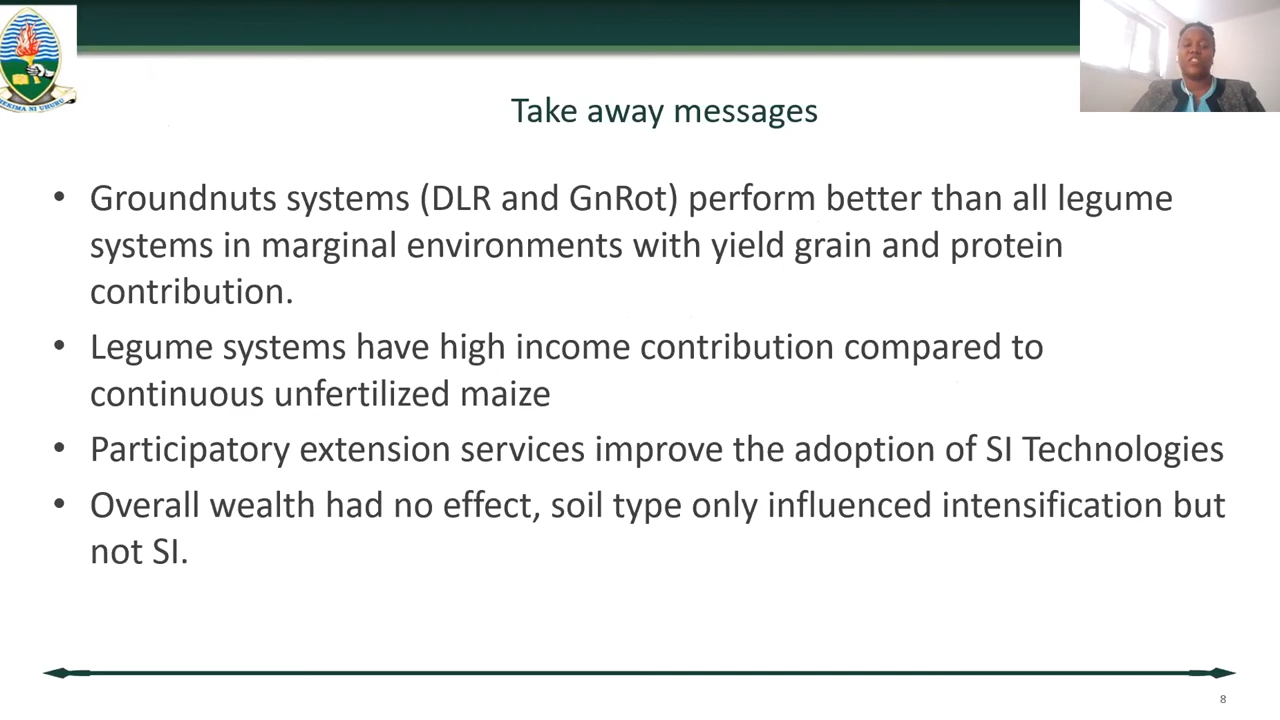 HEKIMA NI UHURU
Take away messages
• Groundnuts systems (DLR and GnRot) perform better than all legume
systems in marginal environments with yield grain and protein
contribution.
• Legume systems have high income contribution compared to
continuous unfertilized maize
• Participatory extension services improve the adoption of SI Technologies
• Overall wealth had no effect, soil type only influenced intensification but
not SI.
8